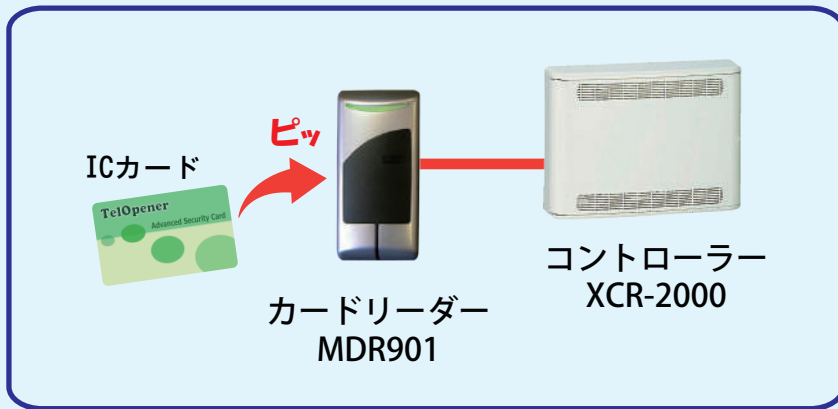 ピッ
ICカード
TelOpener
Advanced Security Card
カードリーダー
MDR901
コントローラー
XCR-2000